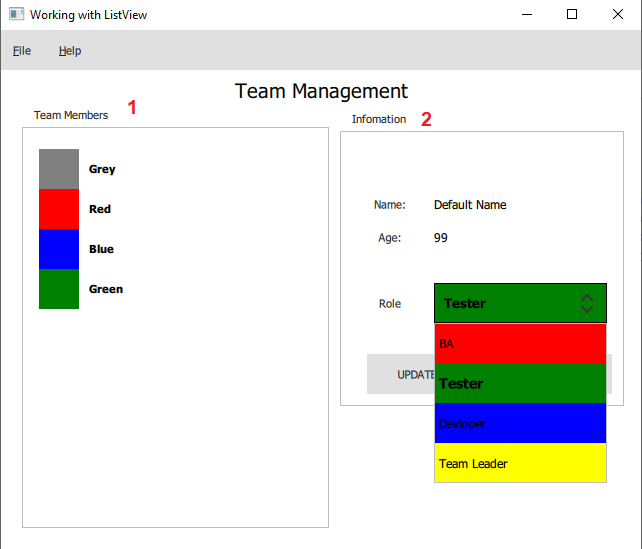 Working with ListView
File Help
Team Management
Team Members 1
Infomation 2
Grey
Red
Blue
Green
Name: Default Name
Age: 99
Role Tester
BA
Tester
Devloper
Team Leader
UPDATE